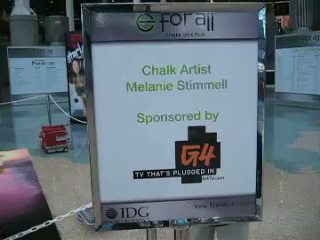 e for all
Chalk Artist
Melanie Stimmell
Sponsored by
G4
TV THAT'S PLUGGED IN
IDG